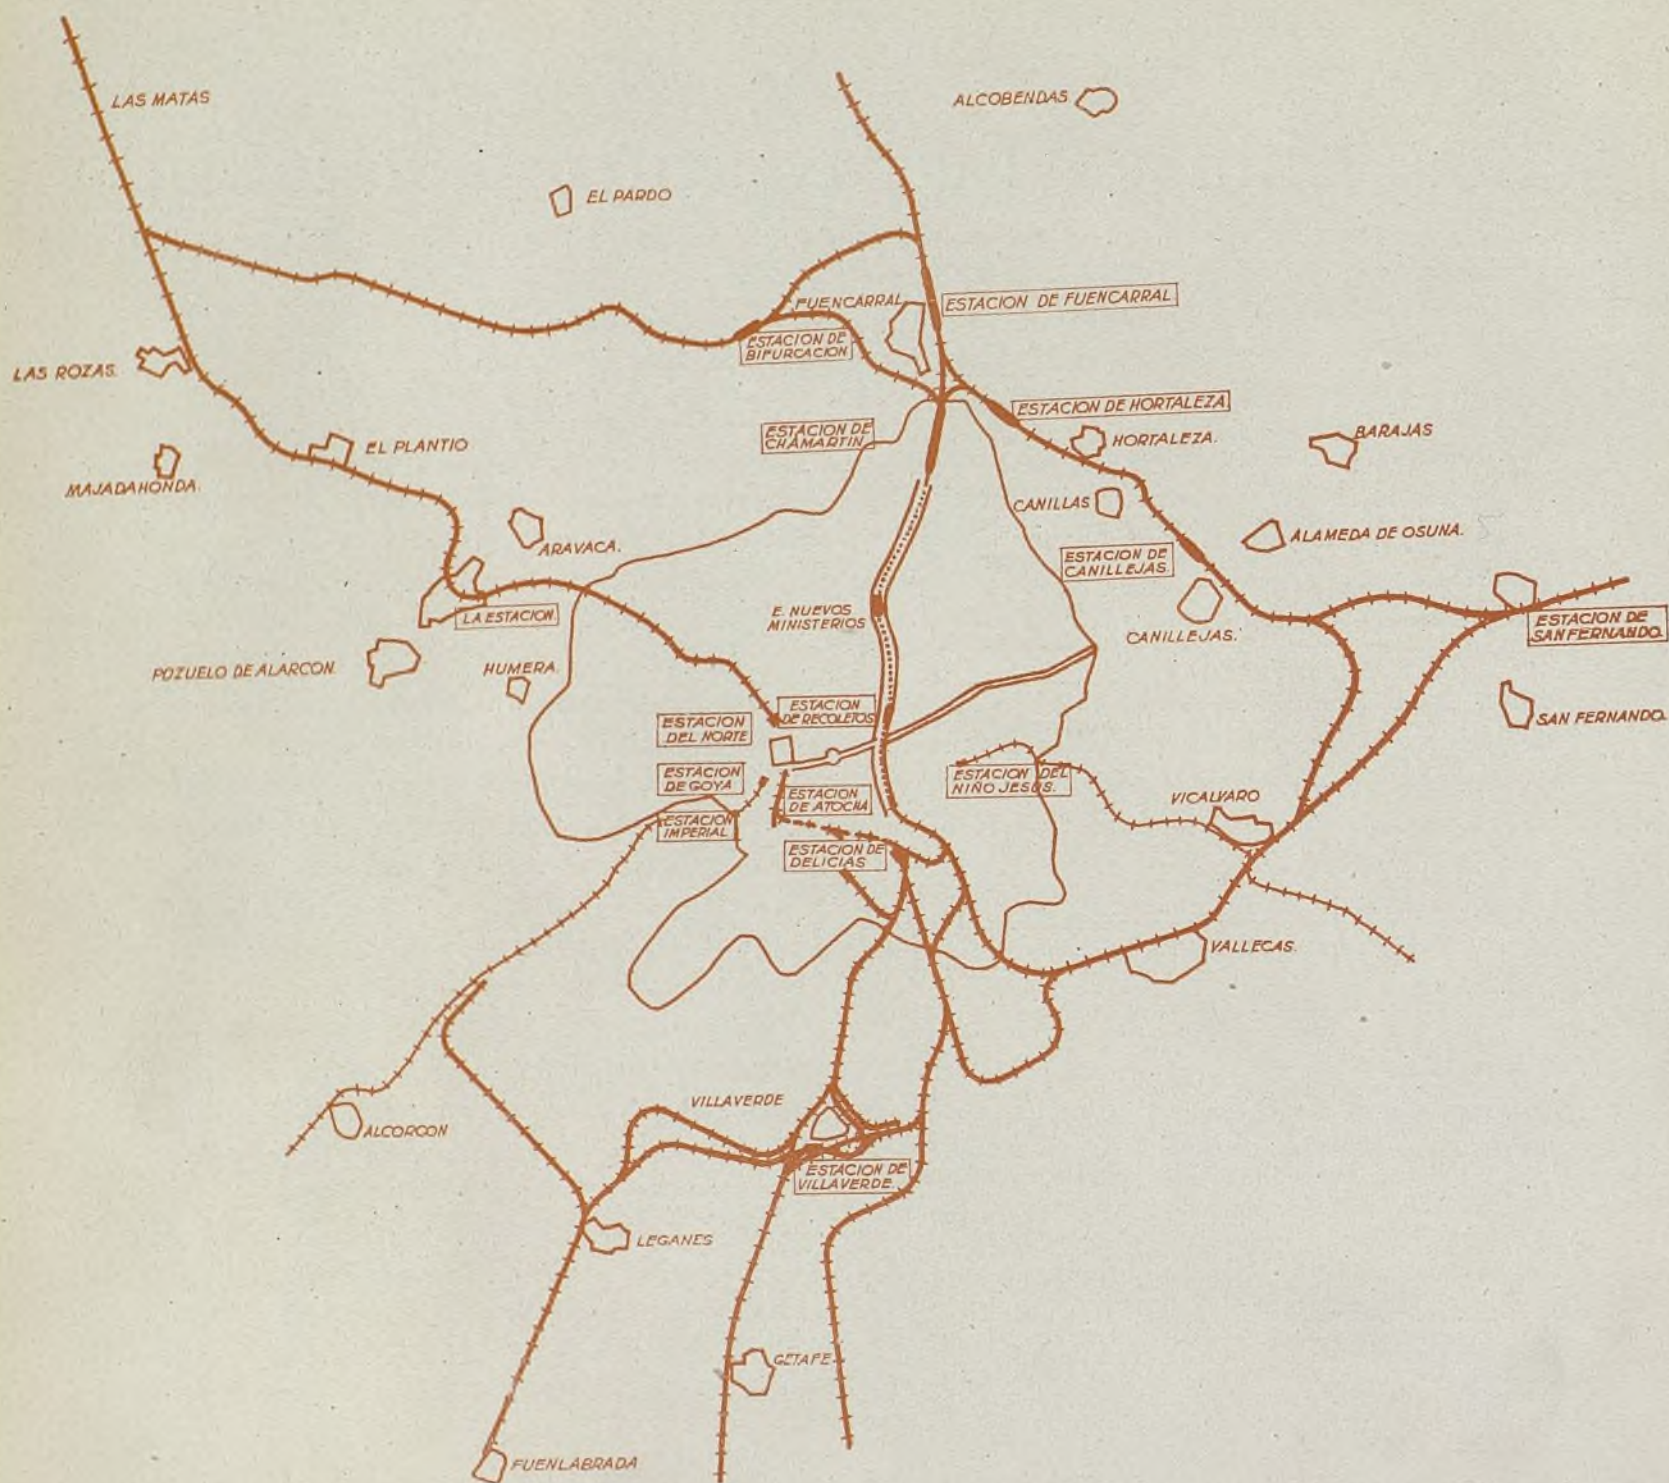 LAS MATAS
ALCOBENDAS
EL PARDO
FUENCARRAL
ESTACION DE FUENCARRAL
ESTACION DE
BIFURCACION
LAS ROZAS.
ESTACION DE HORTALEZA
ESTACION DE
CHAMARTIN
HORTALEZA.
BARAJAS
EL PLANTIO
MAJADAHONDA.
CANILLAS
ALAMEDA DE OSUNA.
ARAVACA.
ESTACION DE
CANILLEJAS.
LA ESTACION.
E. NUEVOS
MINISTERIOS
CANILLEJAS.
ESTACION DE
SAN FERNANDO.
POZUELO DE ALARCON.
HUMERA.
ESTACION
DE RECOLETOS
ESTACION
DEL NORTE
SAN FERNANDO.
ESTACION
DE GOYA
ESTACION DEL
NIÑO JESUS.
ESTACION
DE ATOCHA
VICALVARO
ESTACION
IMPERIAL
ESTACION DE
DELICIAS
VALLECAS.
VILLAVERDE
ALCORCON
ESTACION DE
VILLAVERDE.
LEGANES
GETAFE
FUENLABRADA